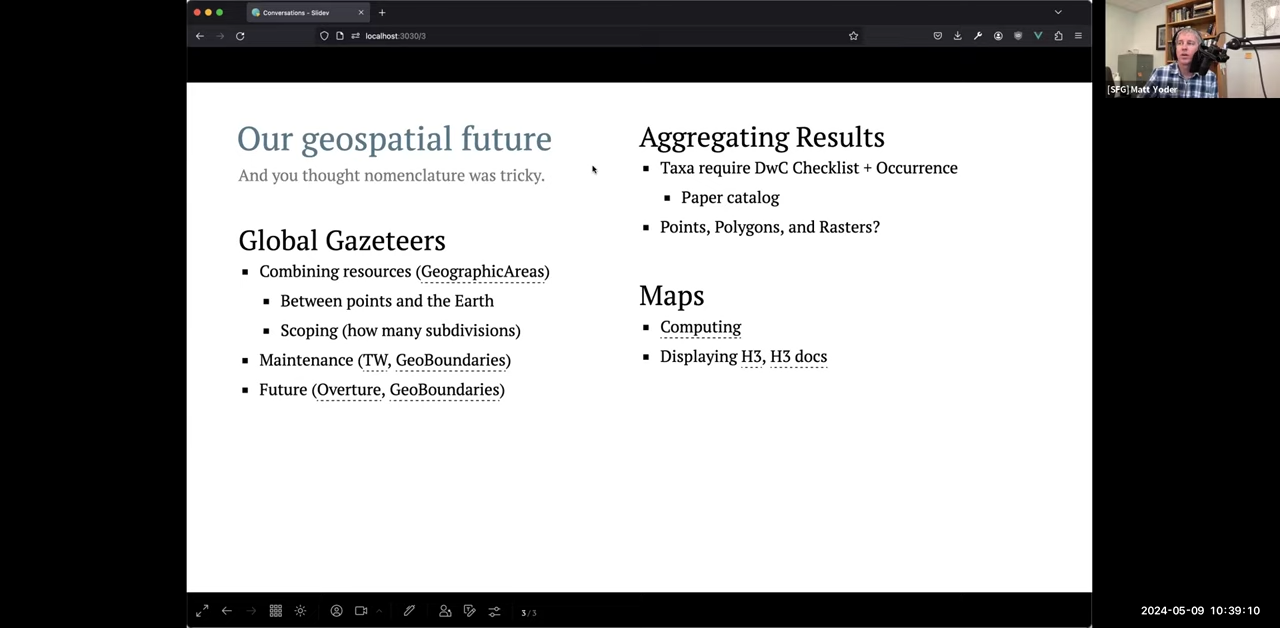 Conversations - Slidev
localhost:3030/3
Our geospatial future
And you thought nomenclature was tricky.
Global Gazeteers
Combining resources (GeographicAreas)
Between points and the Earth
Scoping (how many subdivisions)
Maintenance (TW, GeoBoundaries)
Future (Overture, GeoBoundaries)
Aggregating Results
Taxa require DwC Checklist + Occurrence
Paper catalog
Points, Polygons, and Rasters?
Maps
Computing
Displaying H3, H3 docs
3/3
[SFG] Matt Yoder
2024-05-09 10:39:10